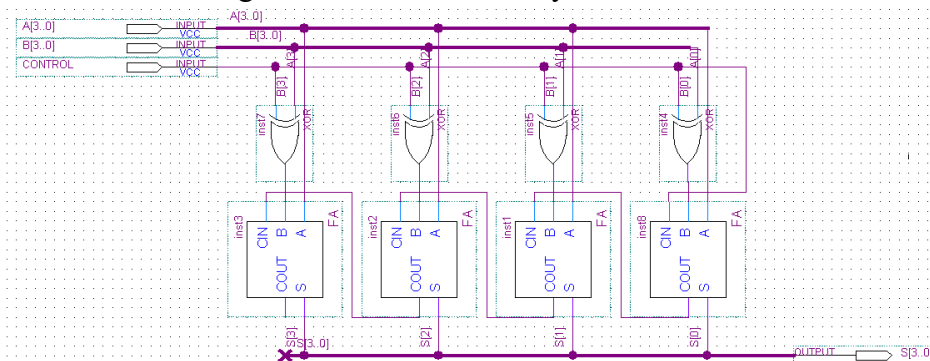 A[3..0]
INPUT
VCC
A[3..0]
B[3..0]
INPUT
VCC
B[3..0]
CONTROL
INPUT
VCC
B[3]
A[3]
B[2]
A[2]
B[1]
A[1]
B[0]
A[0]
inst7
XOR
inst6
XOR
inst5
XOR
inst4
XOR
inst3
CIN
B
A
COUT
S
FA
inst2
CIN
B
A
COUT
S
FA
inst1
CIN
B
A
COUT
S
FA
inst8
CIN
B
A
COUT
S
FA
S[3]
S[2]
S[1]
S[0]
S[3..0]
OUTPUT
S[3..0